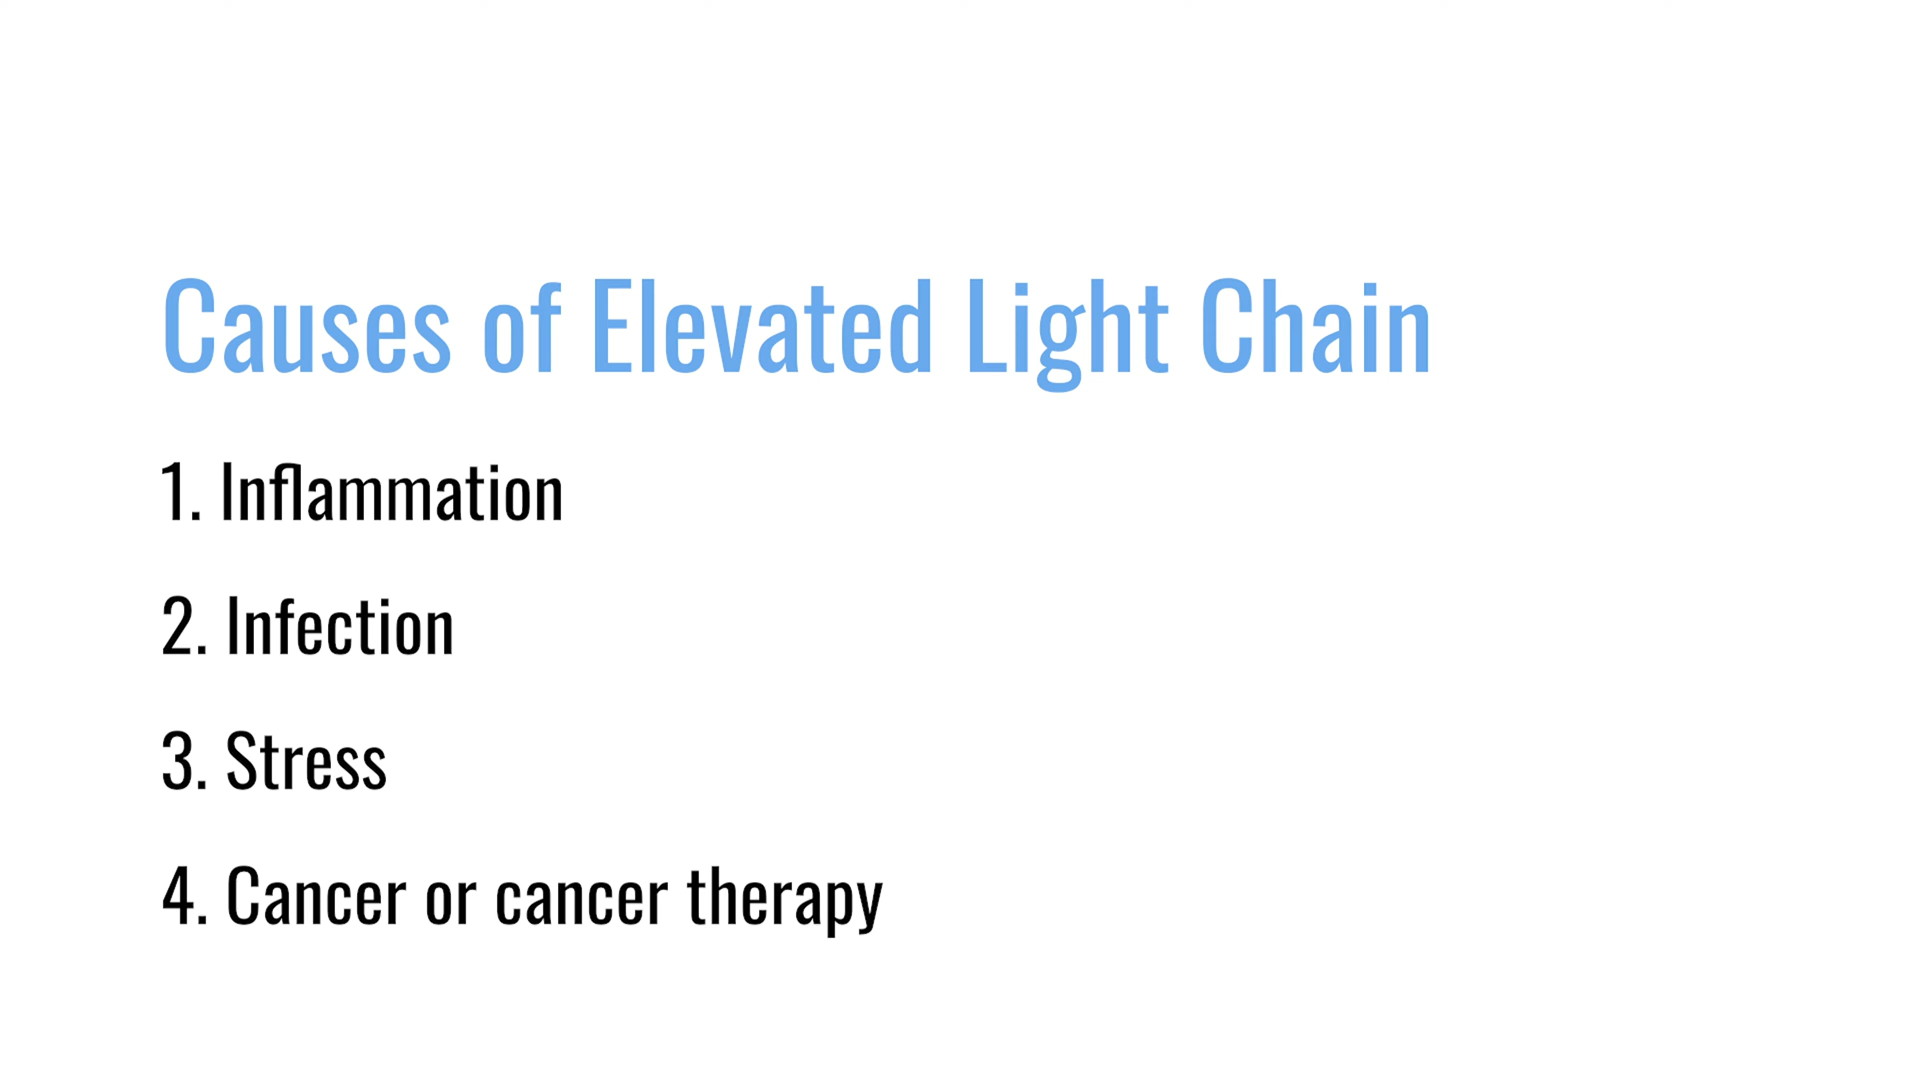 Causes of Elevated Light Chain
1. Inflammation
2. Infection
3. Stress
4. Cancer or cancer therapy